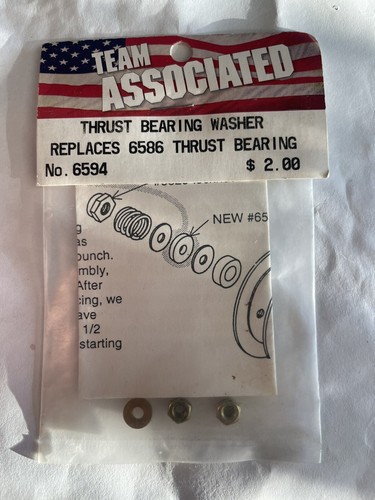 TEAM
ASSOCIATED
THRUST BEARING WASHER
REPLACES 6586 THRUST BEARING
No. 6594 $ 2.00
NEW #65
g
as
ounch.
mbly,
After
cing, we
ave
1/2
starting